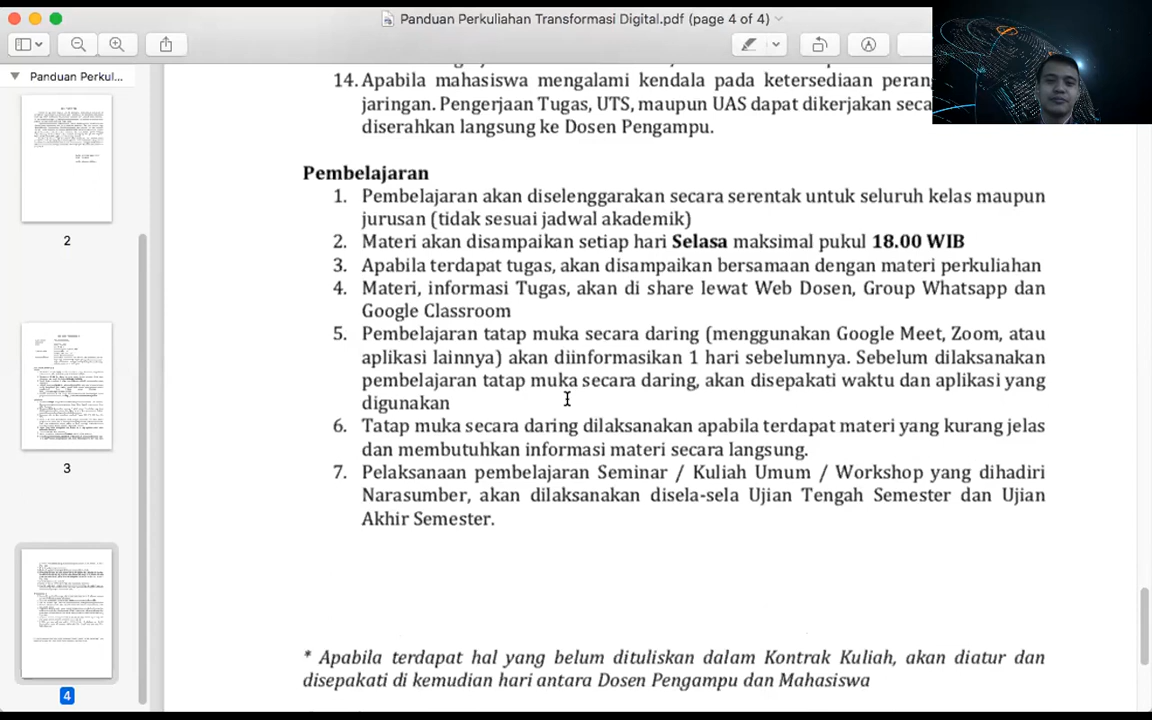 Panduan Perkuliahan Transformasi Digital.pdf (page 4 of 4)
Panduan Perkul...
2
3
4
14. Apabila mahasiswa mengalami kendala pada ketersediaan
jaringan. Pengerjaan Tugas, UTS, maupun UAS dapat dikerjakan
diserahkan langsung ke Dosen Pengampu.
Pembelajaran
1. Pembelajaran akan diselenggarakan secara serentak untuk seluruh kelas maupun
jurusan (tidak sesuai jadwal akademik)
2. Materi akan disampaikan setiap hari Selasa maksimal pukul 18.00 WIB
3. Apabila terdapat tugas, akan disampaikan bersamaan dengan materi perkuliahan
4. Materi, informasi Tugas, akan di share lewat Web Dosen, Group Whatsapp dan
Google Classroom
5. Pembelajaran tatap muka secara daring (menggunakan Google Meet, Zoom, atau
aplikasi lainnya) akan diinformasikan 1 hari sebelumnya. Sebelum dilaksanakan
pembelajaran tatap muka secara daring, akan disepakati waktu dan aplikasi yang
digunakan
6. Tatap muka secara daring dilaksanakan apabila terdapat materi yang kurang jelas
dan membutuhkan informasi materi secara langsung.
7. Pelaksanaan pembelajaran Seminar / Kuliah Umum / Workshop yang dihadiri
Narasumber, akan dilaksanakan disela-sela Ujian Tengah Semester dan Ujian
Akhir Semester.
* Apabila terdapat hal yang belum dituliskan dalam Kontrak Kuliah, akan diatur dan
disepakati di kemudian hari antara Dosen Pengampu dan Mahasiswa